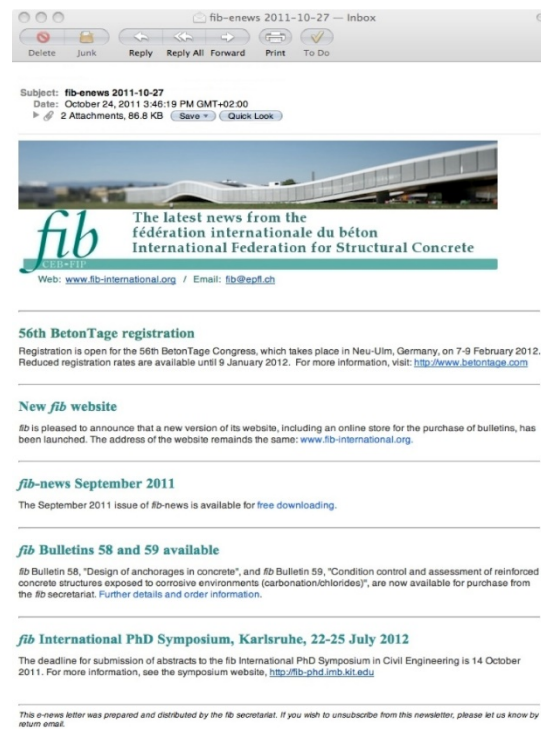 fib-enews 2011-10-27 — Inbox
Delete Junk Reply Reply All Forward Print To Do
Subject: fib-enews 2011-10-27
Date: October 24, 2011 3:46:19 PM GMT+02:00
2 Attachments, 86.8 KB Save Quick Look
The latest news from the
fib fédération internationale du béton
International Federation for Structural Concrete
CEB-FIP
Web: www.fib-international.org / Email: fib@epfl.ch
56th BetonTage registration
Registration is open for the 56th BetonTage Congress, which takes place in Neu-Ulm, Germany, on 7-9 February 2012.
Reduced registration rates are available until 9 January 2012. For more information, visit: http://www.betontage.com
New fib website
fib is pleased to announce that a new version of its website, including an online store for the purchase of bulletins, has
been launched. The address of the website remainds the same: www.fib-international.org.
fib-news September 2011
The September 2011 issue of fib-news is available for free downloading.
fib Bulletins 58 and 59 available
fib Bulletin 58, "Design of anchorages in concrete", and fib Bulletin 59, "Condition control and assessment of reinforced
concrete structures exposed to corrosive environments (carbonation/chlorides)", are now available for purchase from
the fib secretariat. Further details and order information.
fib International PhD Symposium, Karlsruhe, 22-25 July 2012
The deadline for submission of abstracts to the fib International PhD Symposium in Civil Engineering is 14 October
2011. For more information, see the symposium website, http://fib-phd.imb.kit.edu
This e-news letter was prepared and distributed by the fib secretariat. If you wish to unsubscribe from this newsletter, please let us know by
return email.